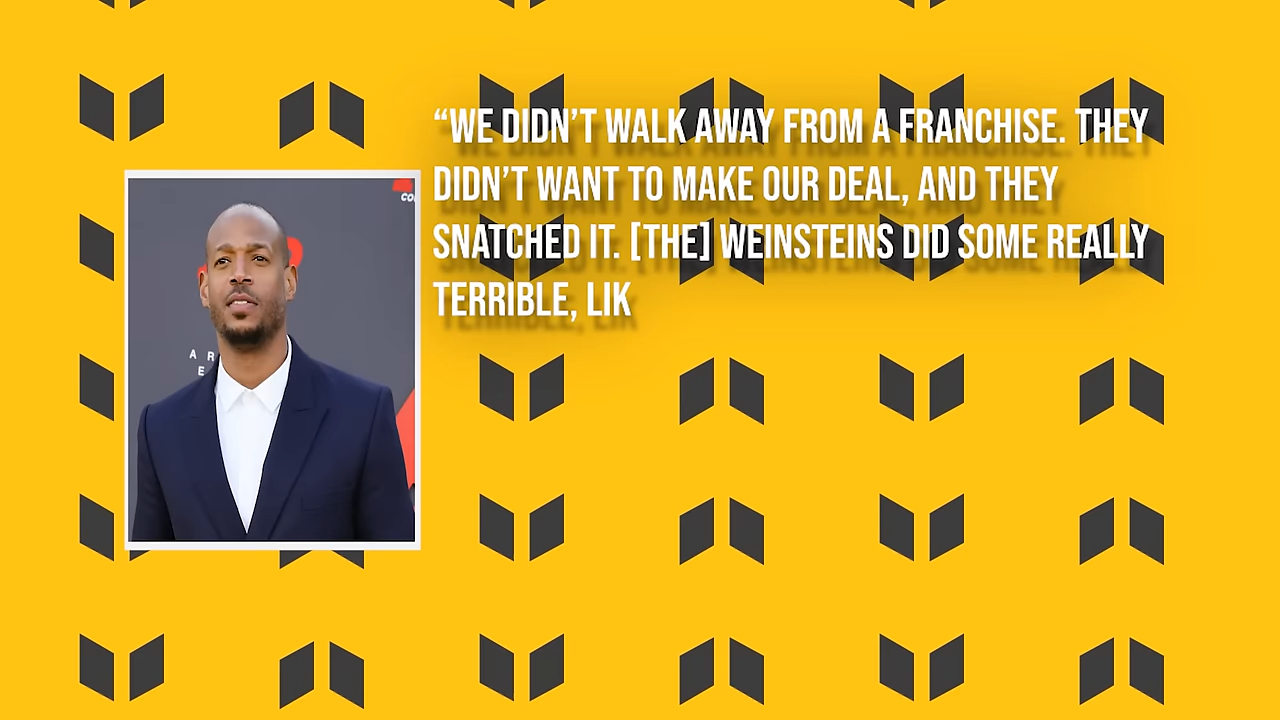 “WE DIDN’T WALK AWAY FROM A FRANCHISE. THEY
DIDN’T WANT TO MAKE OUR DEAL, AND THEY
SNATCHED IT. [THE] WEINSTEINS DID SOME REALLY
TERRIBLE, LIK
CO
A R
E